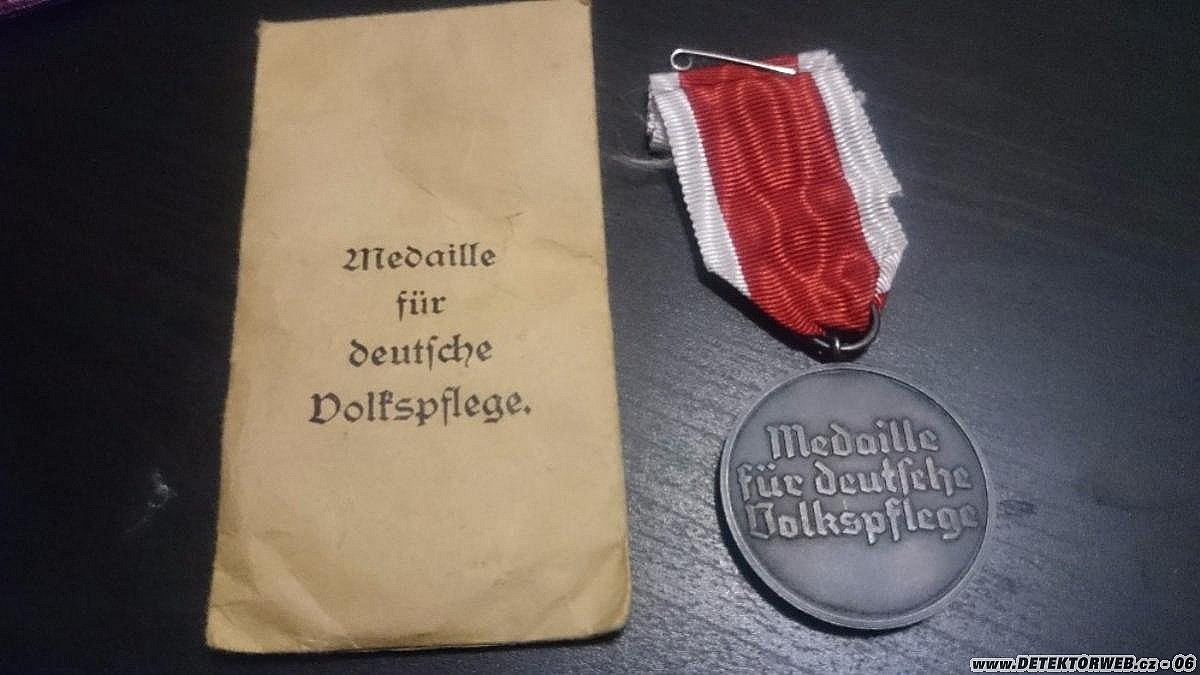 Medaille
für
deutſche
Volkspflege.
Medaille
für deutſche
Volkspflege
www.DETEKTORWEB.cz - 06